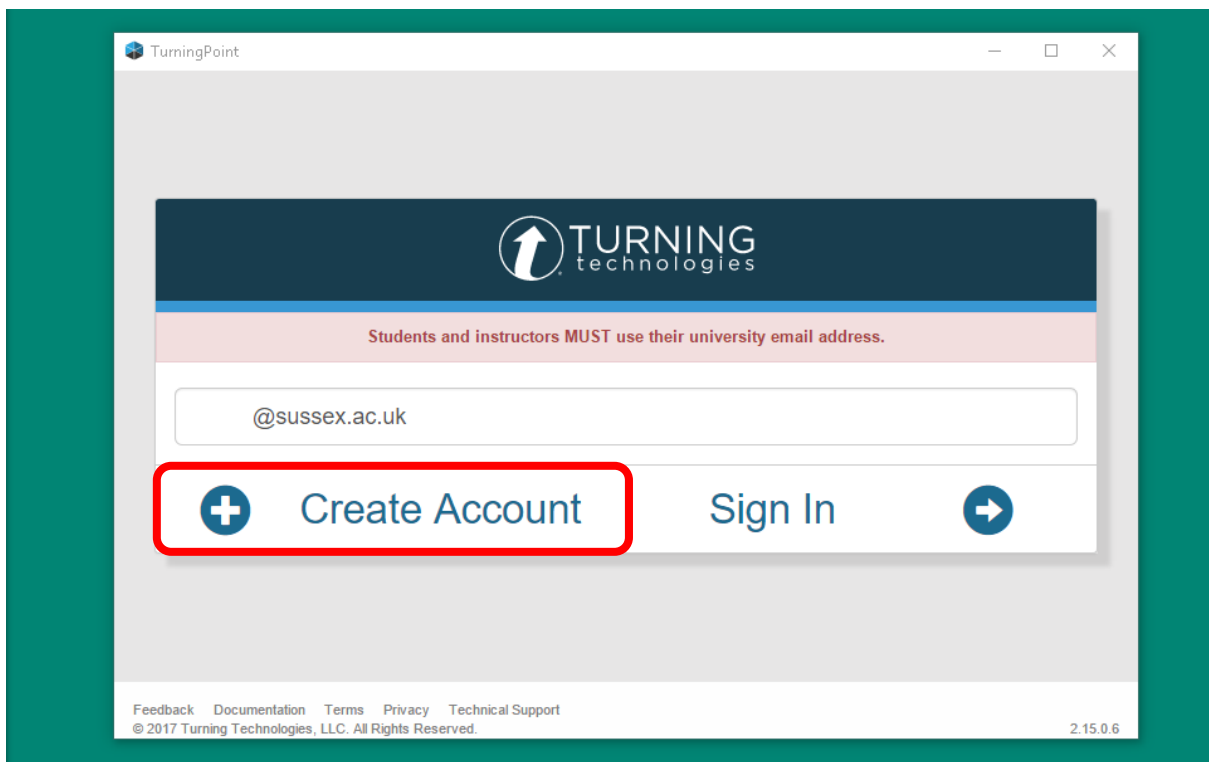 TurningPoint
TURNING
technologies
Students and instructors MUST use their university email address.
@sussex.ac.uk
Create Account Sign In
Feedback Documentation Terms Privacy Technical Support
© 2017 Turning Technologies, LLC. All Rights Reserved. 2.15.0.6